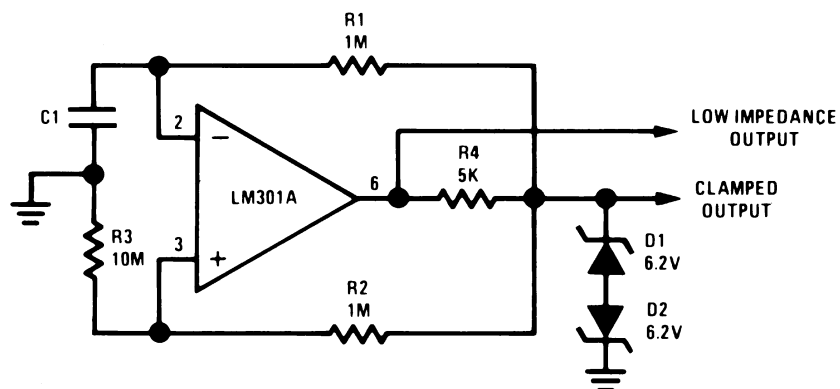 R1
1M
C1
2
−
LM301A
6
R4
5K
LOW IMPEDANCE
OUTPUT
CLAMPED
OUTPUT
R3
10M
3
+
R2
1M
D1
6.2V
D2
6.2V